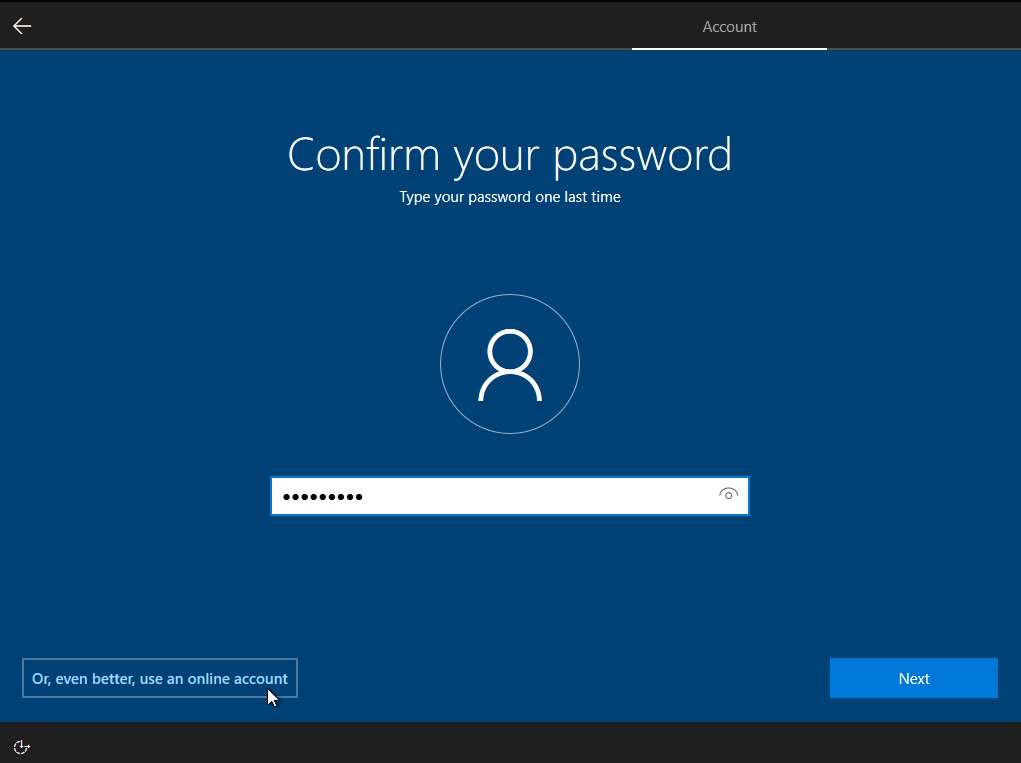 Account
Confirm your password
Type your password one last time
•••••••••
Or, even better, use an online account
Next